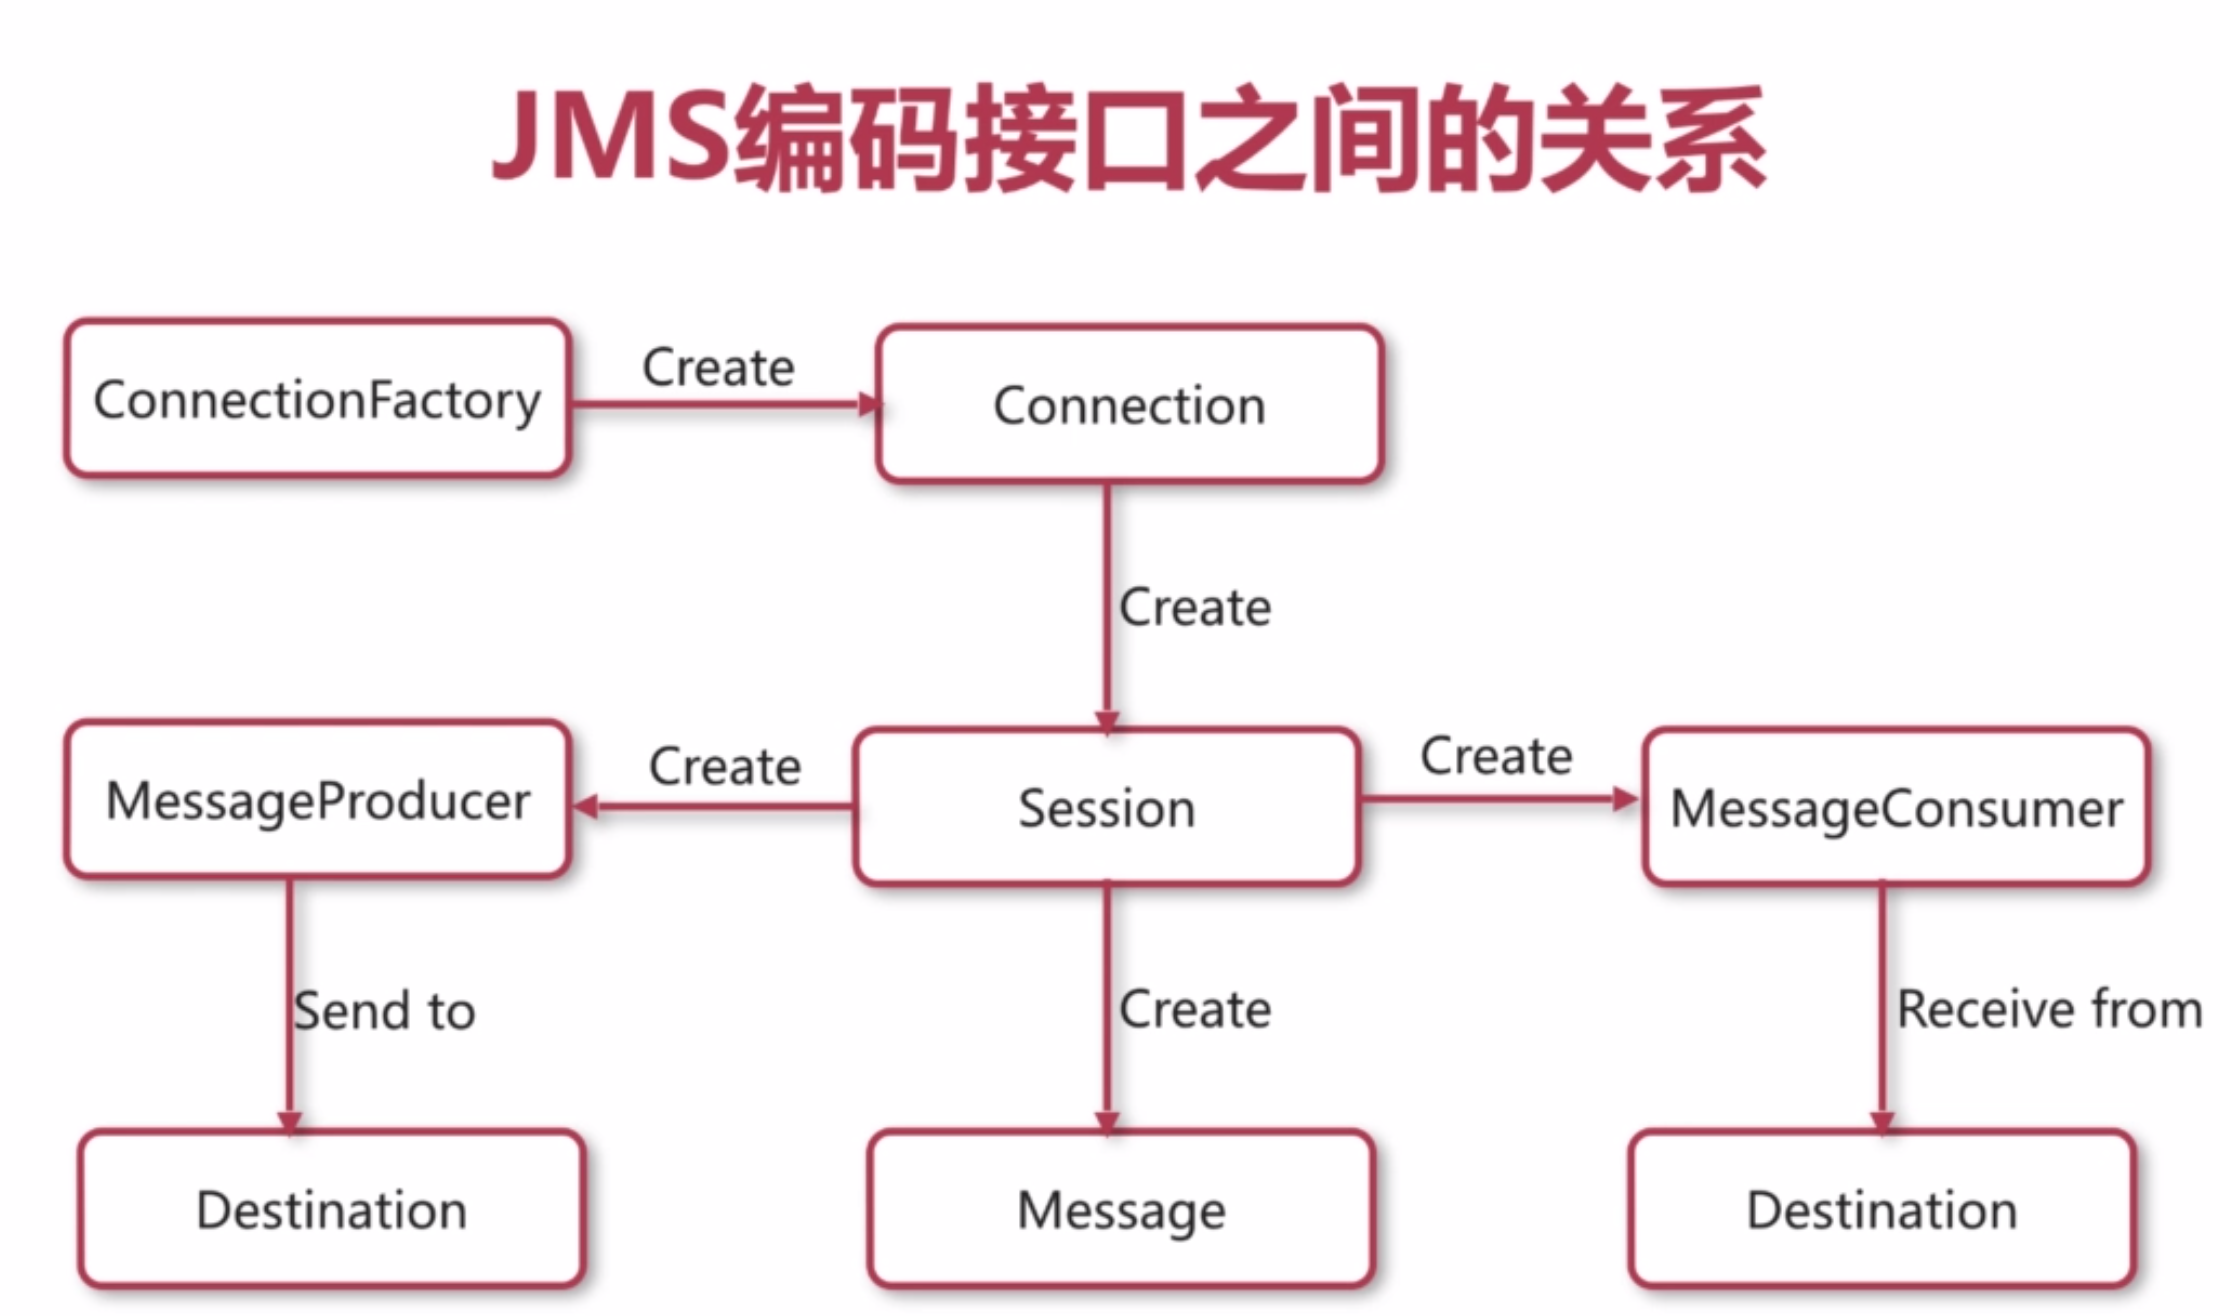 JMS编码接口之间的关系
ConnectionFactory
Create
Connection
Create
MessageProducer
Create
Session
Create
MessageConsumer
Send to
Create
Receive from
Destination
Message
Destination